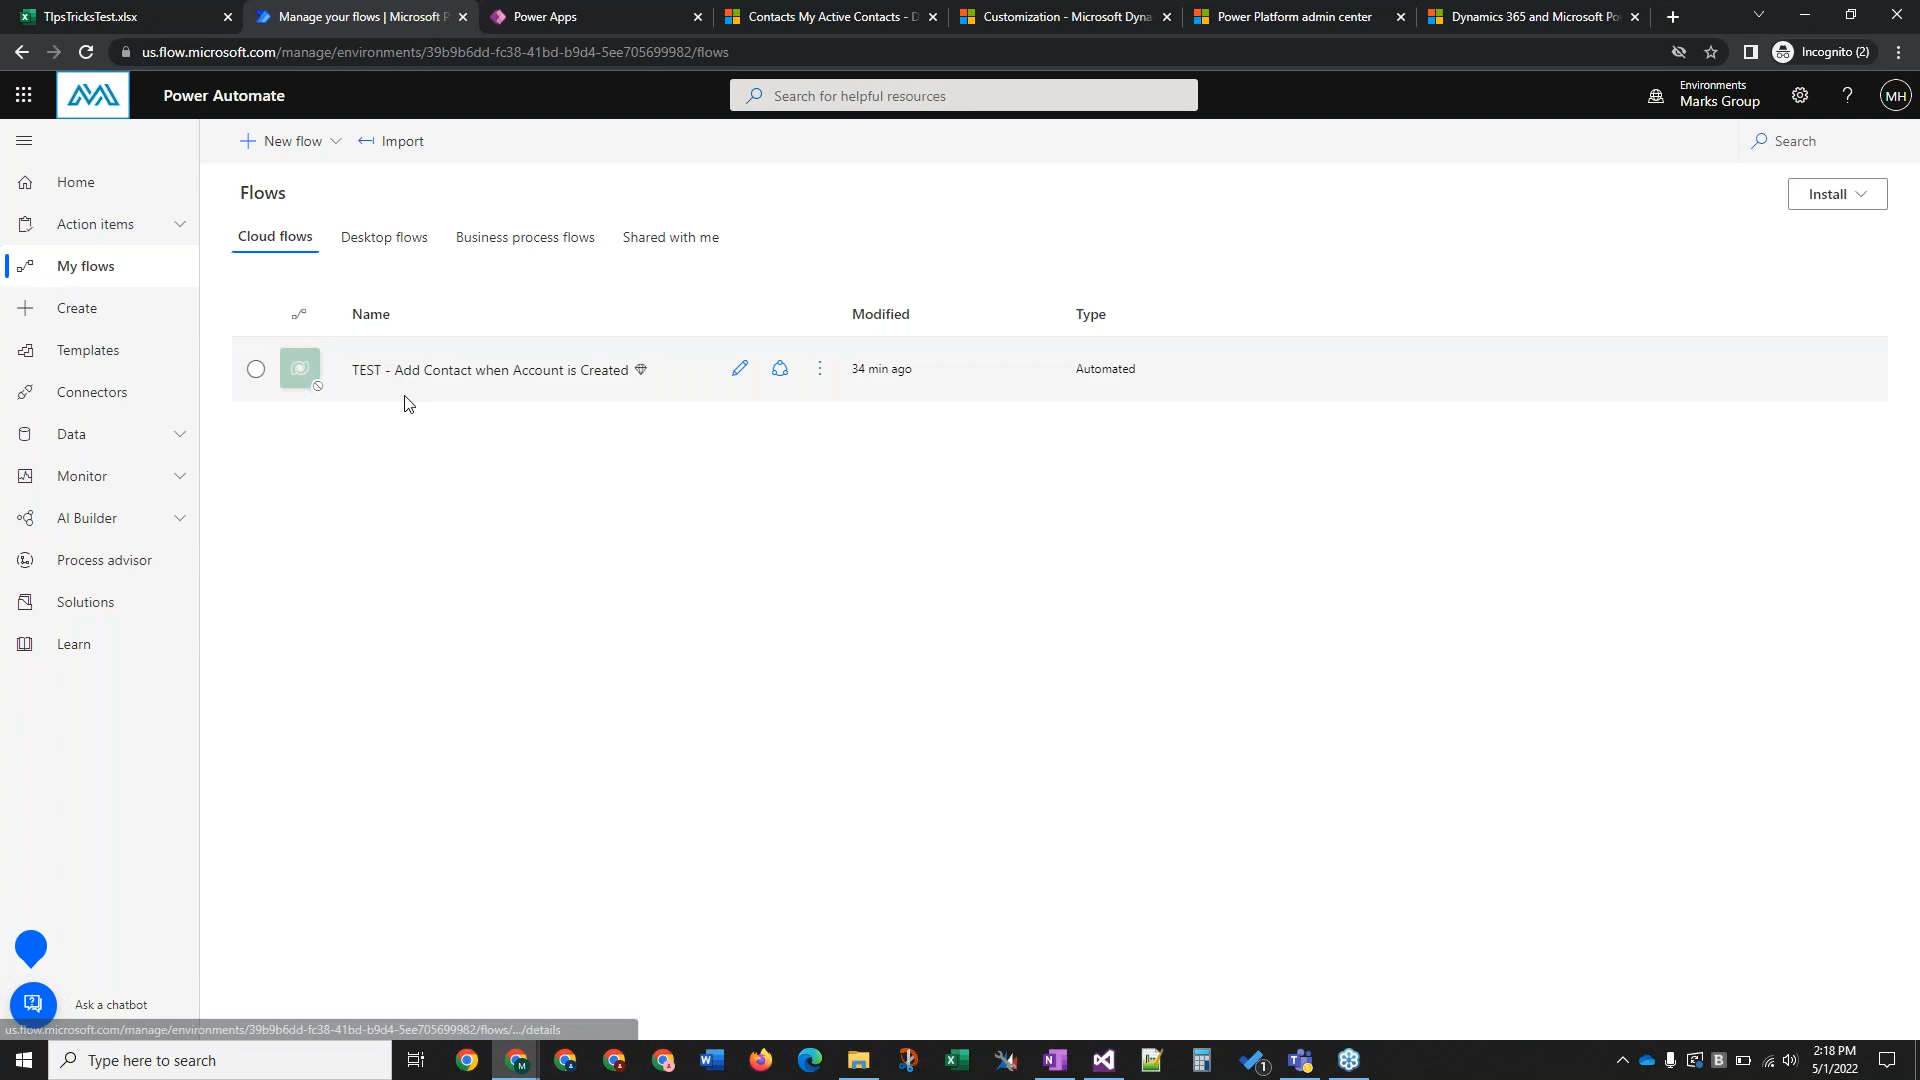 TIpsTricksTest.xlsx
Manage your flows | Microsoft P
Power Apps
Contacts My Active Contacts - D
Customization - Microsoft Dyna
Power Platform admin center
Dynamics 365 and Microsoft Po
us.flow.microsoft.com/manage/environments/39b9b6dd-fc38-41bd-b9d4-5ee705699982/flows
Incognito (2)
Power Automate
Search for helpful resources
Environments
Marks Group
MH
New flow
Import
Search
Home
Action items
My flows
Create
Templates
Connectors
Data
Monitor
AI Builder
Process advisor
Solutions
Learn
Flows
Install
Cloud flows
Desktop flows
Business process flows
Shared with me
Name
Modified
Type
TEST - Add Contact when Account is Created
34 min ago
Automated
Ask a chatbot
us.flow.microsoft.com/manage/environments/39b9b6dd-fc38-41bd-b9d4-5ee705699982/flows/.../details
Type here to search
2:18 PM
5/1/2022